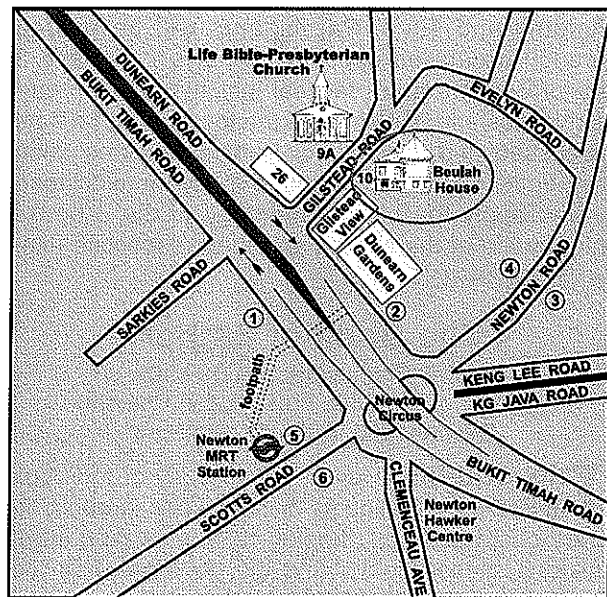 Life Bible-Presbyterian
Church
DUNEARN ROAD
BUKIT TIMAH ROAD
EVELYN ROAD
9A
GILSTEAD ROAD
26
10
Beulah
House
Gilstead
View
Dunearn
Gardens
SARKIES ROAD
NEWTON ROAD
4
3
1
2
footpath
KENG LEE ROAD
KG JAVA ROAD
Newton
Circus
Newton
MRT
Station
5
6
SCOTTS ROAD
BUKIT TIMAH ROAD
CLEMENCEAU AVE
Newton
Hawker
Centre